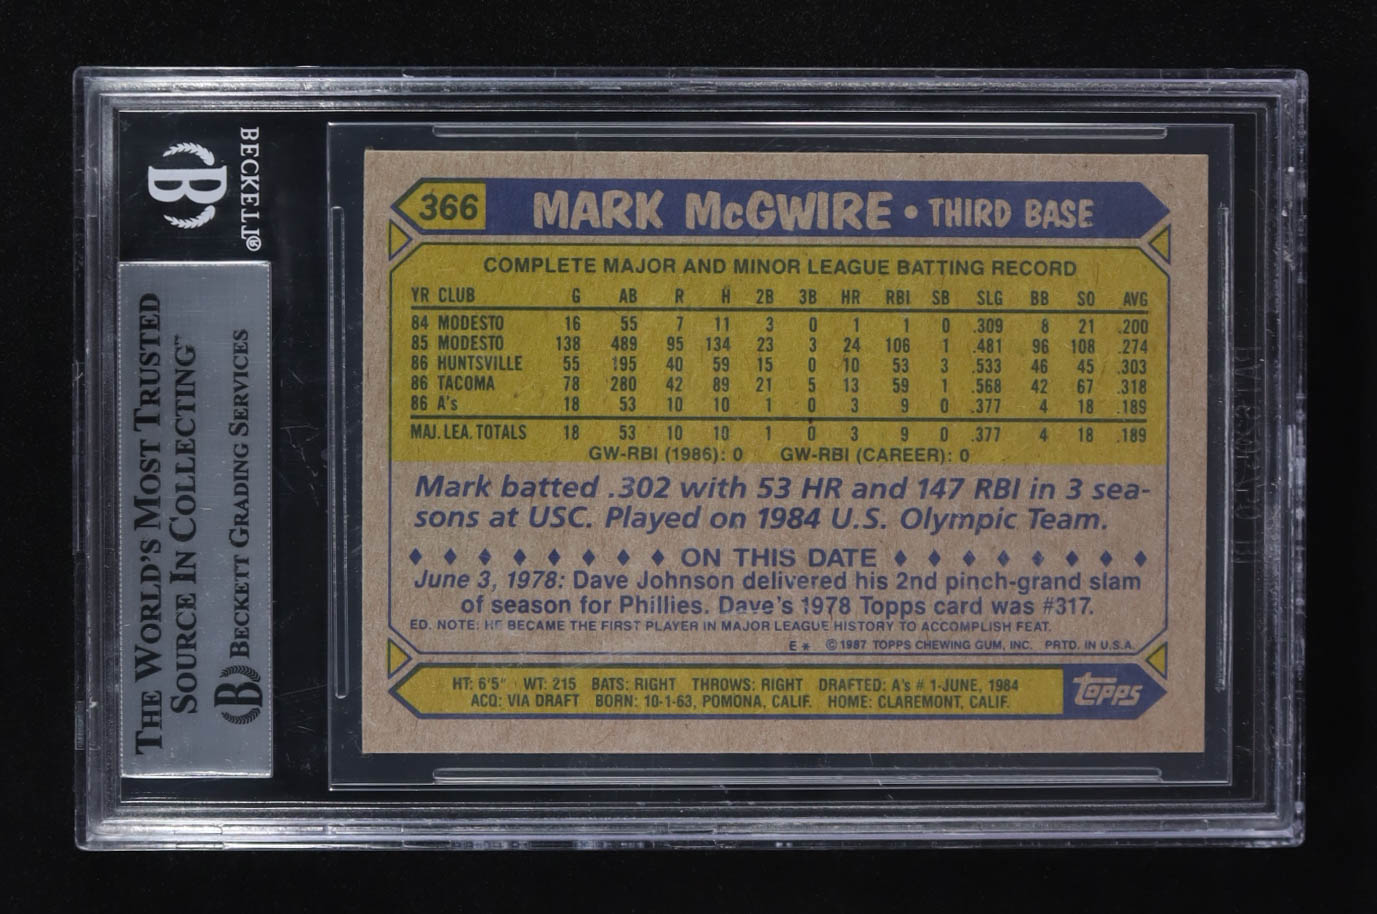 BECKETT®
B
THE WORLD'S MOST TRUSTED
SOURCE IN COLLECTING™
B BECKETT GRADING SERVICES
366 MARK McGWIRE • THIRD BASE
COMPLETE MAJOR AND MINOR LEAGUE BATTING RECORD
YR CLUB G AB R H 2B 3B HR RBI SB SLG BB SO AVG
84 MODESTO 16 55 7 11 3 0 1 1 0 .309 8 21 .200
85 MODESTO 138 489 95 134 23 3 24 106 1 .481 96 108 .274
86 HUNTSVILLE 55 195 40 59 15 0 10 53 3 .533 46 45 .303
86 TACOMA 78 280 42 89 21 5 13 59 1 .568 42 67 .318
86 A's 18 53 10 10 1 0 3 9 0 .377 4 18 .189
MAJ. LEA. TOTALS 18 53 10 10 1 0 3 9 0 .377 4 18 .189
GW-RBI (1986): 0 GW-RBI (CAREER): 0
Mark batted .302 with 53 HR and 147 RBI in 3 sea-
sons at USC. Played on 1984 U.S. Olympic Team.
♦ ♦ ♦ ♦ ♦ ♦ ♦ ♦ ON THIS DATE ♦ ♦ ♦ ♦ ♦ ♦ ♦ ♦
June 3, 1978: Dave Johnson delivered his 2nd pinch-grand slam
of season for Phillies. Dave's 1978 Topps card was #317.
ED. NOTE: HE BECAME THE FIRST PLAYER IN MAJOR LEAGUE HISTORY TO ACCOMPLISH FEAT.
E * ©1987 TOPPS CHEWING GUM, INC. PRTD. IN U.S.A.
HT: 6'5" WT: 215 BATS: RIGHT THROWS: RIGHT DRAFTED: A's # 1-JUNE, 1984
ACQ: VIA DRAFT BORN: 10-1-63, POMONA, CALIF. HOME: CLAREMONT, CALIF.
Topps